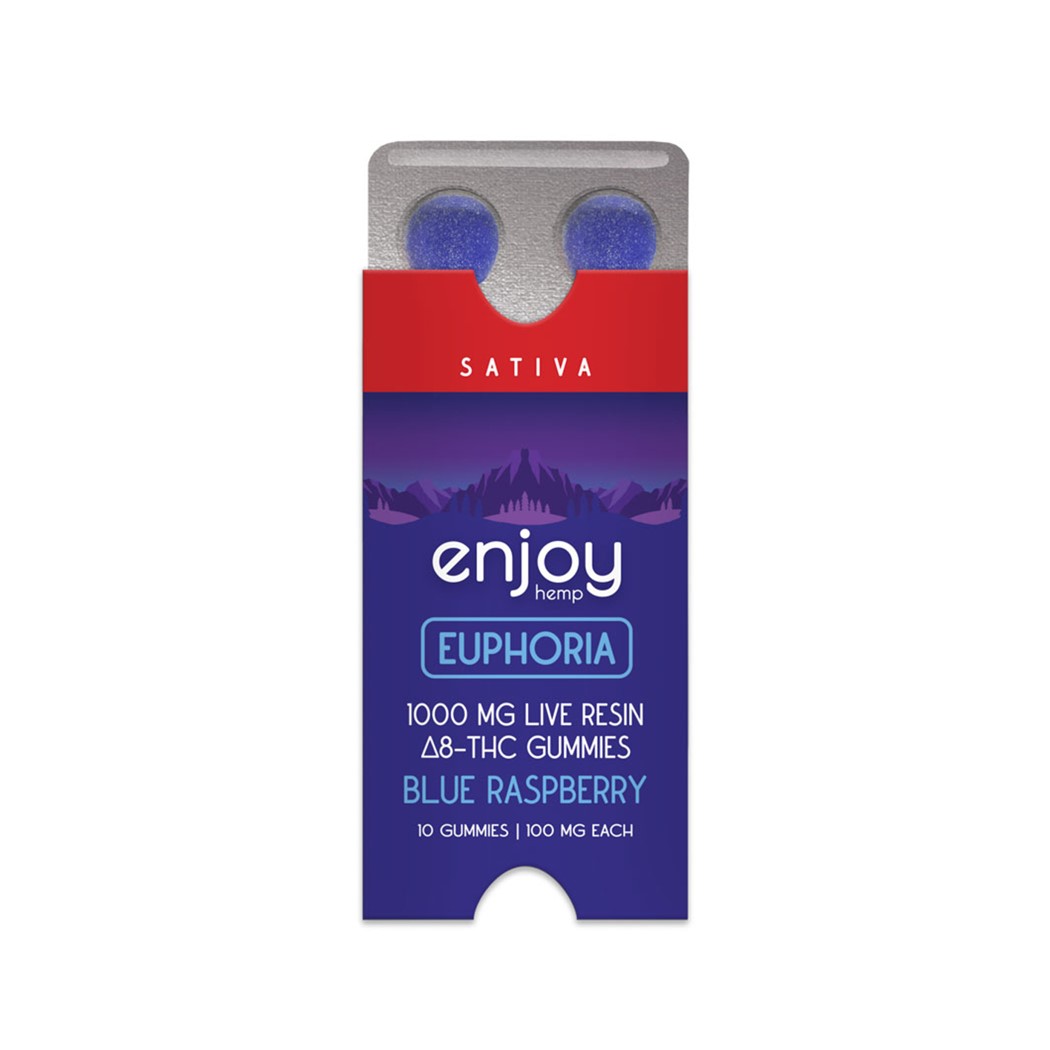 SATIVA
enjoy
hemp
EUPHORIA
1000 MG LIVE RESIN
Δ8-THC GUMMIES
BLUE RASPBERRY
10 GUMMIES | 100 MG EACH